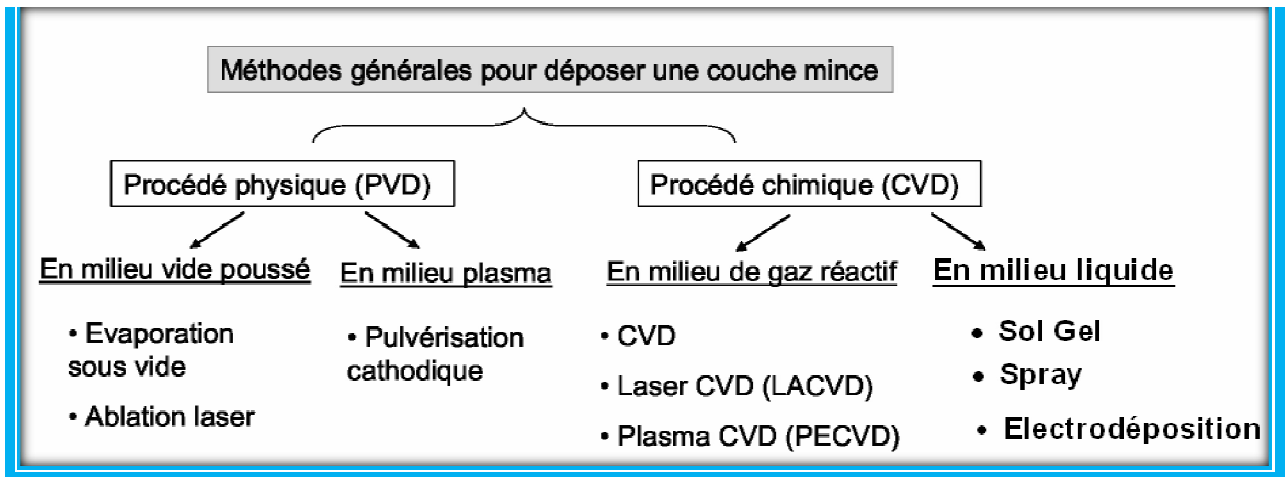 Méthodes générales pour déposer une couche mince
Procédé physique (PVD)
Procédé chimique (CVD)
En milieu vide poussé
• Evaporation
sous vide
• Ablation laser
En milieu plasma
• Pulvérisation
cathodique
En milieu de gaz réactif
• CVD
• Laser CVD (LACVD)
• Plasma CVD (PECVD)
En milieu liquide
• Sol Gel
• Spray
• Electrodéposition